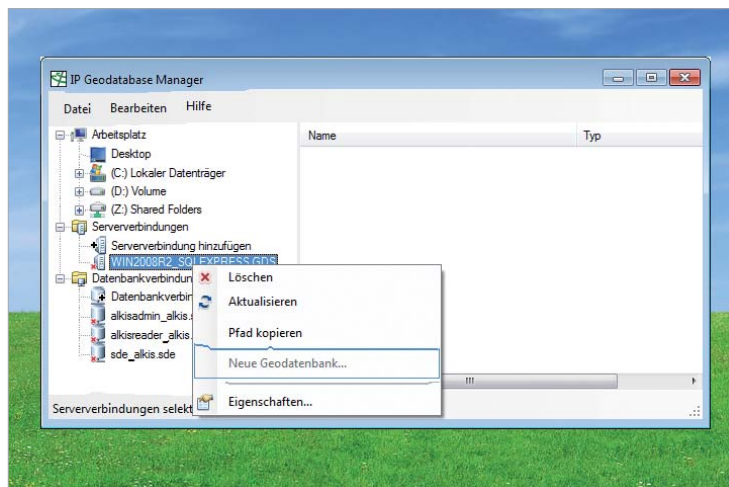 IP Geodatabase Manager
Datei Bearbeiten Hilfe
Arbeitsplatz
Desktop
(C:) Lokaler Datenträger
(D:) Volume
(Z:) Shared Folders
Serververbindungen
Serververbindung hinzufügen
WIN2008R2_SQLEXPRESS.GDS
Datenbankverbindun
Datenbankverbin
alkisadmin_alkis.s
alkisreader_alkis.
sde_alkis.sde
Name Typ
Löschen
Aktualisieren
Pfad kopieren
Neue Geodatenbank...
Eigenschaften...
Serververbindungen selekt